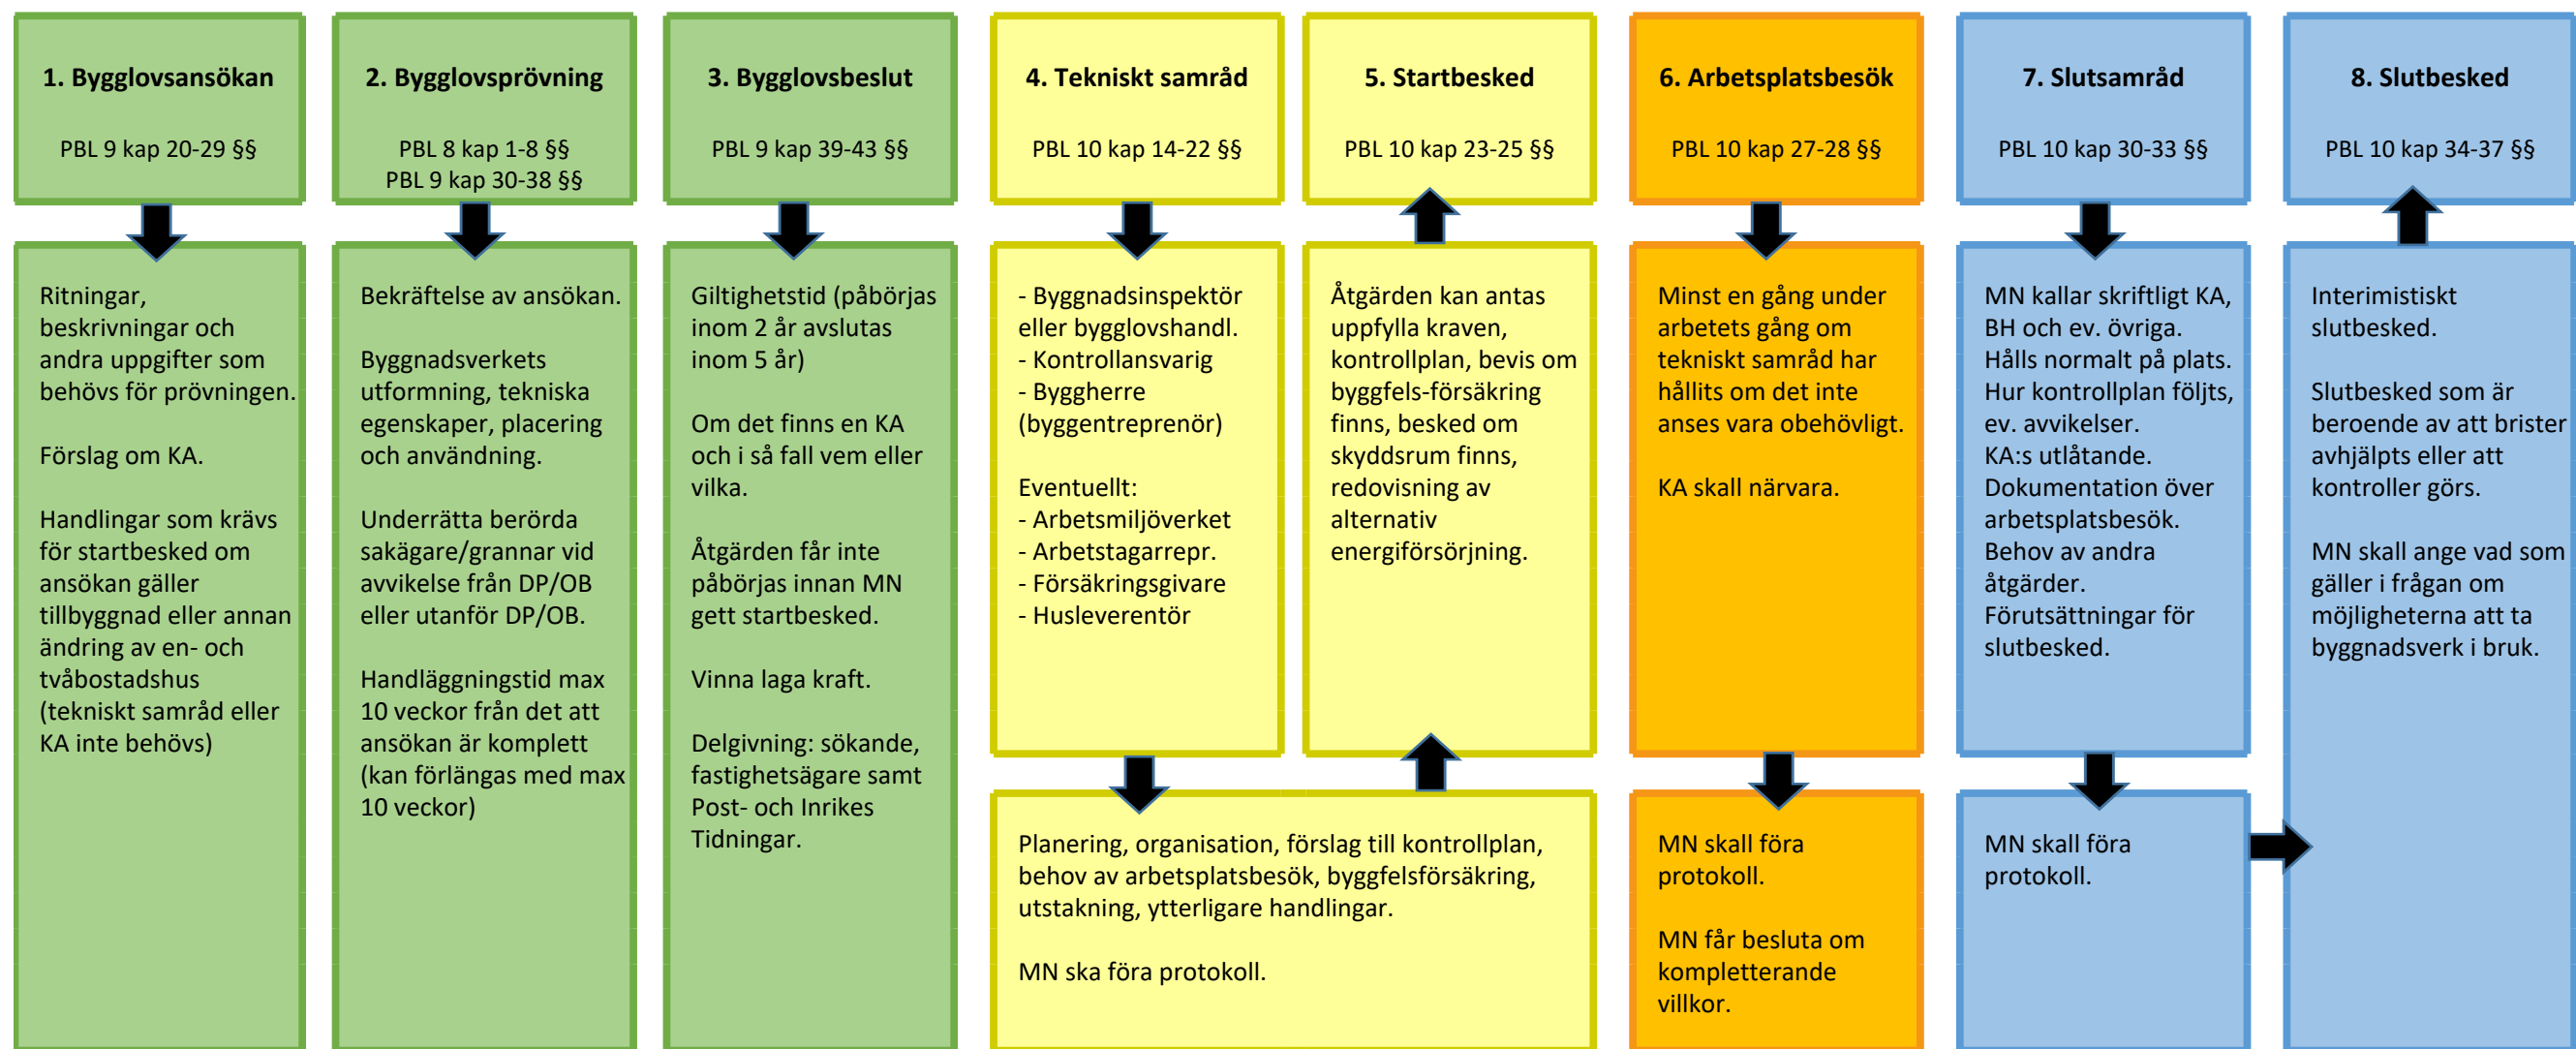 1. Bygglovsansökan
PBL 9 kap 20-29 §§
Ritningar,
beskrivningar och
andra uppgifter som
behövs för prövningen.
Förslag om KA.
Handlingar som krävs
för startbesked om
ansökan gäller
tillbyggnad eller annan
ändring av en- och
tvåbostadshus
(tekniskt samråd eller
KA inte behövs)
2. Bygglovsprövning
PBL 8 kap 1-8 §§
PBL 9 kap 30-38 §§
Bekräftelse av ansökan.
Byggnadsverkets
utformning, tekniska
egenskaper, placering
och användning.
Underrätta berörda
sakägare/grannar vid
avvikelse från DP/OB
eller utanför DP/OB.
Handläggningstid max
10 veckor från det att
ansökan är komplett
(kan förlängas med max
10 veckor)
3. Bygglovsbeslut
PBL 9 kap 39-43 §§
Giltighetstid (påbörjas
inom 2 år avslutas
inom 5 år)
Om det finns en KA
och i så fall vem eller
vilka.
Åtgärden får inte
påbörjas innan MN
gett startbesked.
Vinna laga kraft.
Delgivning: sökande,
fastighetsägare samt
Post- och Inrikes
Tidningar.
4. Tekniskt samråd
PBL 10 kap 14-22 §§
- Byggnadsinspektör
eller bygglovshandl.
- Kontrollansvarig
- Byggherre
(byggentreprenör)
Eventuellt:
- Arbetsmiljöverket
- Arbetstagarrepr.
- Försäkringsgivare
- Husleverentör
5. Startbesked
PBL 10 kap 23-25 §§
Åtgärden kan antas
uppfylla kraven,
kontrollplan, bevis om
byggfels-försäkring
finns, besked om
skyddsrum finns,
redovisning av
alternativ
energiförsörjning.
Planering, organisation, förslag till kontrollplan,
behov av arbetsplatsbesök, byggfelsförsäkring,
utstakning, ytterligare handlingar.
MN ska föra protokoll.
6. Arbetsplatsbesök
PBL 10 kap 27-28 §§
Minst en gång under
arbetets gång om
tekniskt samråd har
hållits om det inte
anses vara obehövligt.
KA skall närvara.
MN skall föra
protokoll.
MN får besluta om
kompletterande
villkor.
7. Slutsamråd
PBL 10 kap 30-33 §§
MN kallar skriftligt KA,
BH och ev. övriga.
Hålls normalt på plats.
Hur kontrollplan följts,
ev. avvikelser.
KA:s utlåtande.
Dokumentation över
arbetsplatsbesök.
Behov av andra
åtgärder.
Förutsättningar för
slutbesked.
MN skall föra
protokoll.
8. Slutbesked
PBL 10 kap 34-37 §§
Interimistiskt
slutbesked.
Slutbesked som är
beroende av att brister
avhjälpts eller att
kontroller görs.
MN skall ange vad som
gäller i frågan om
möjligheterna att ta
byggnadsverk i bruk.